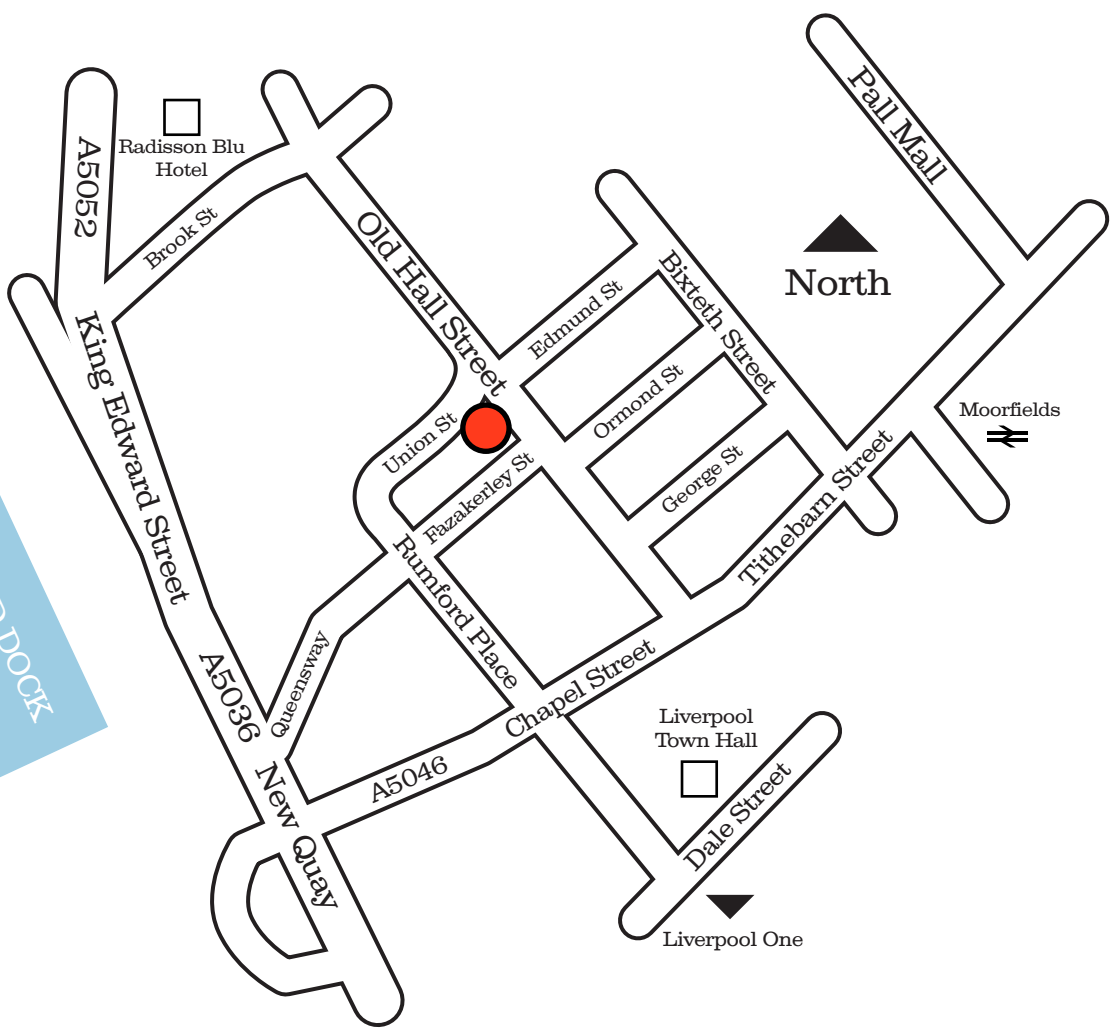 Pall Mall
A5052
Radisson Blu
Hotel
Brook St
Old Hall Street
North
Bixteth Street
Edmund St
King Edward Street
Ormond St
Moorfields
Union St
George St
Fazakerley St
Tithebarn Street
Rumford Place
DOCK
A5036
Queensway
Chapel Street
Liverpool
Town Hall
A5046
New Quay
Dale Street
Liverpool One